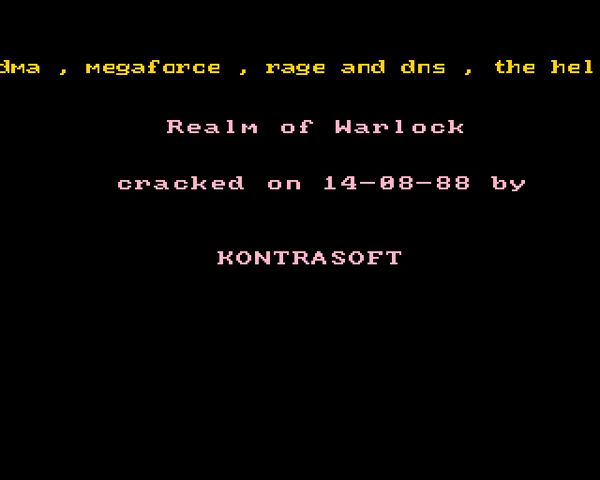 dma , megaforce , rage and dns , the hel
Realm of Warlock
cracked on 14-08-88 by
KONTRASOFT